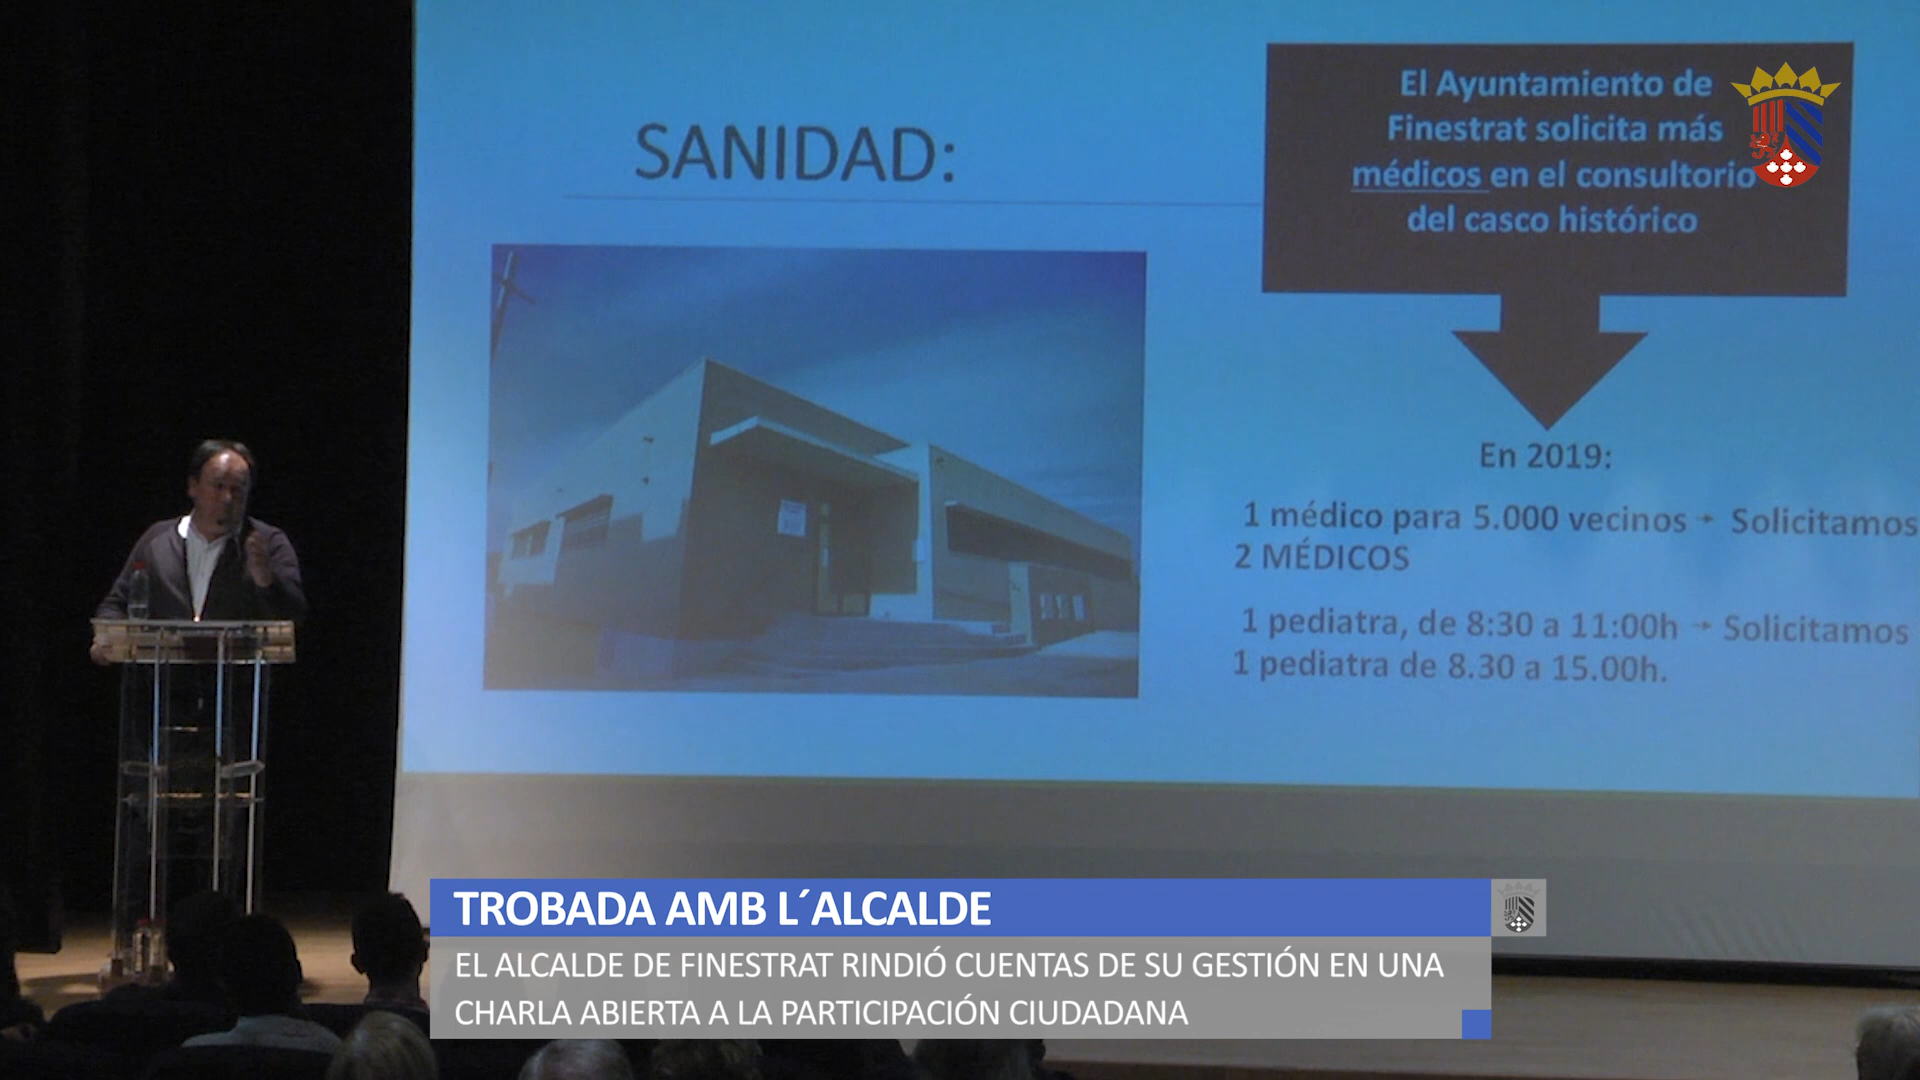 SANIDAD:
El Ayuntamiento de
Finestrat solicita más
médicos en el consultorio
del casco histórico
En 2019:
1 médico para 5.000 vecinos → Solicitamos
2 MÉDICOS
1 pediatra, de 8:30 a 11:00h → Solicitamos
1 pediatra de 8.30 a 15.00h.
TROBADA AMB L´ALCALDE
EL ALCALDE DE FINESTRAT RINDIÓ CUENTAS DE SU GESTIÓN EN UNA
CHARLA ABIERTA A LA PARTICIPACIÓN CIUDADANA